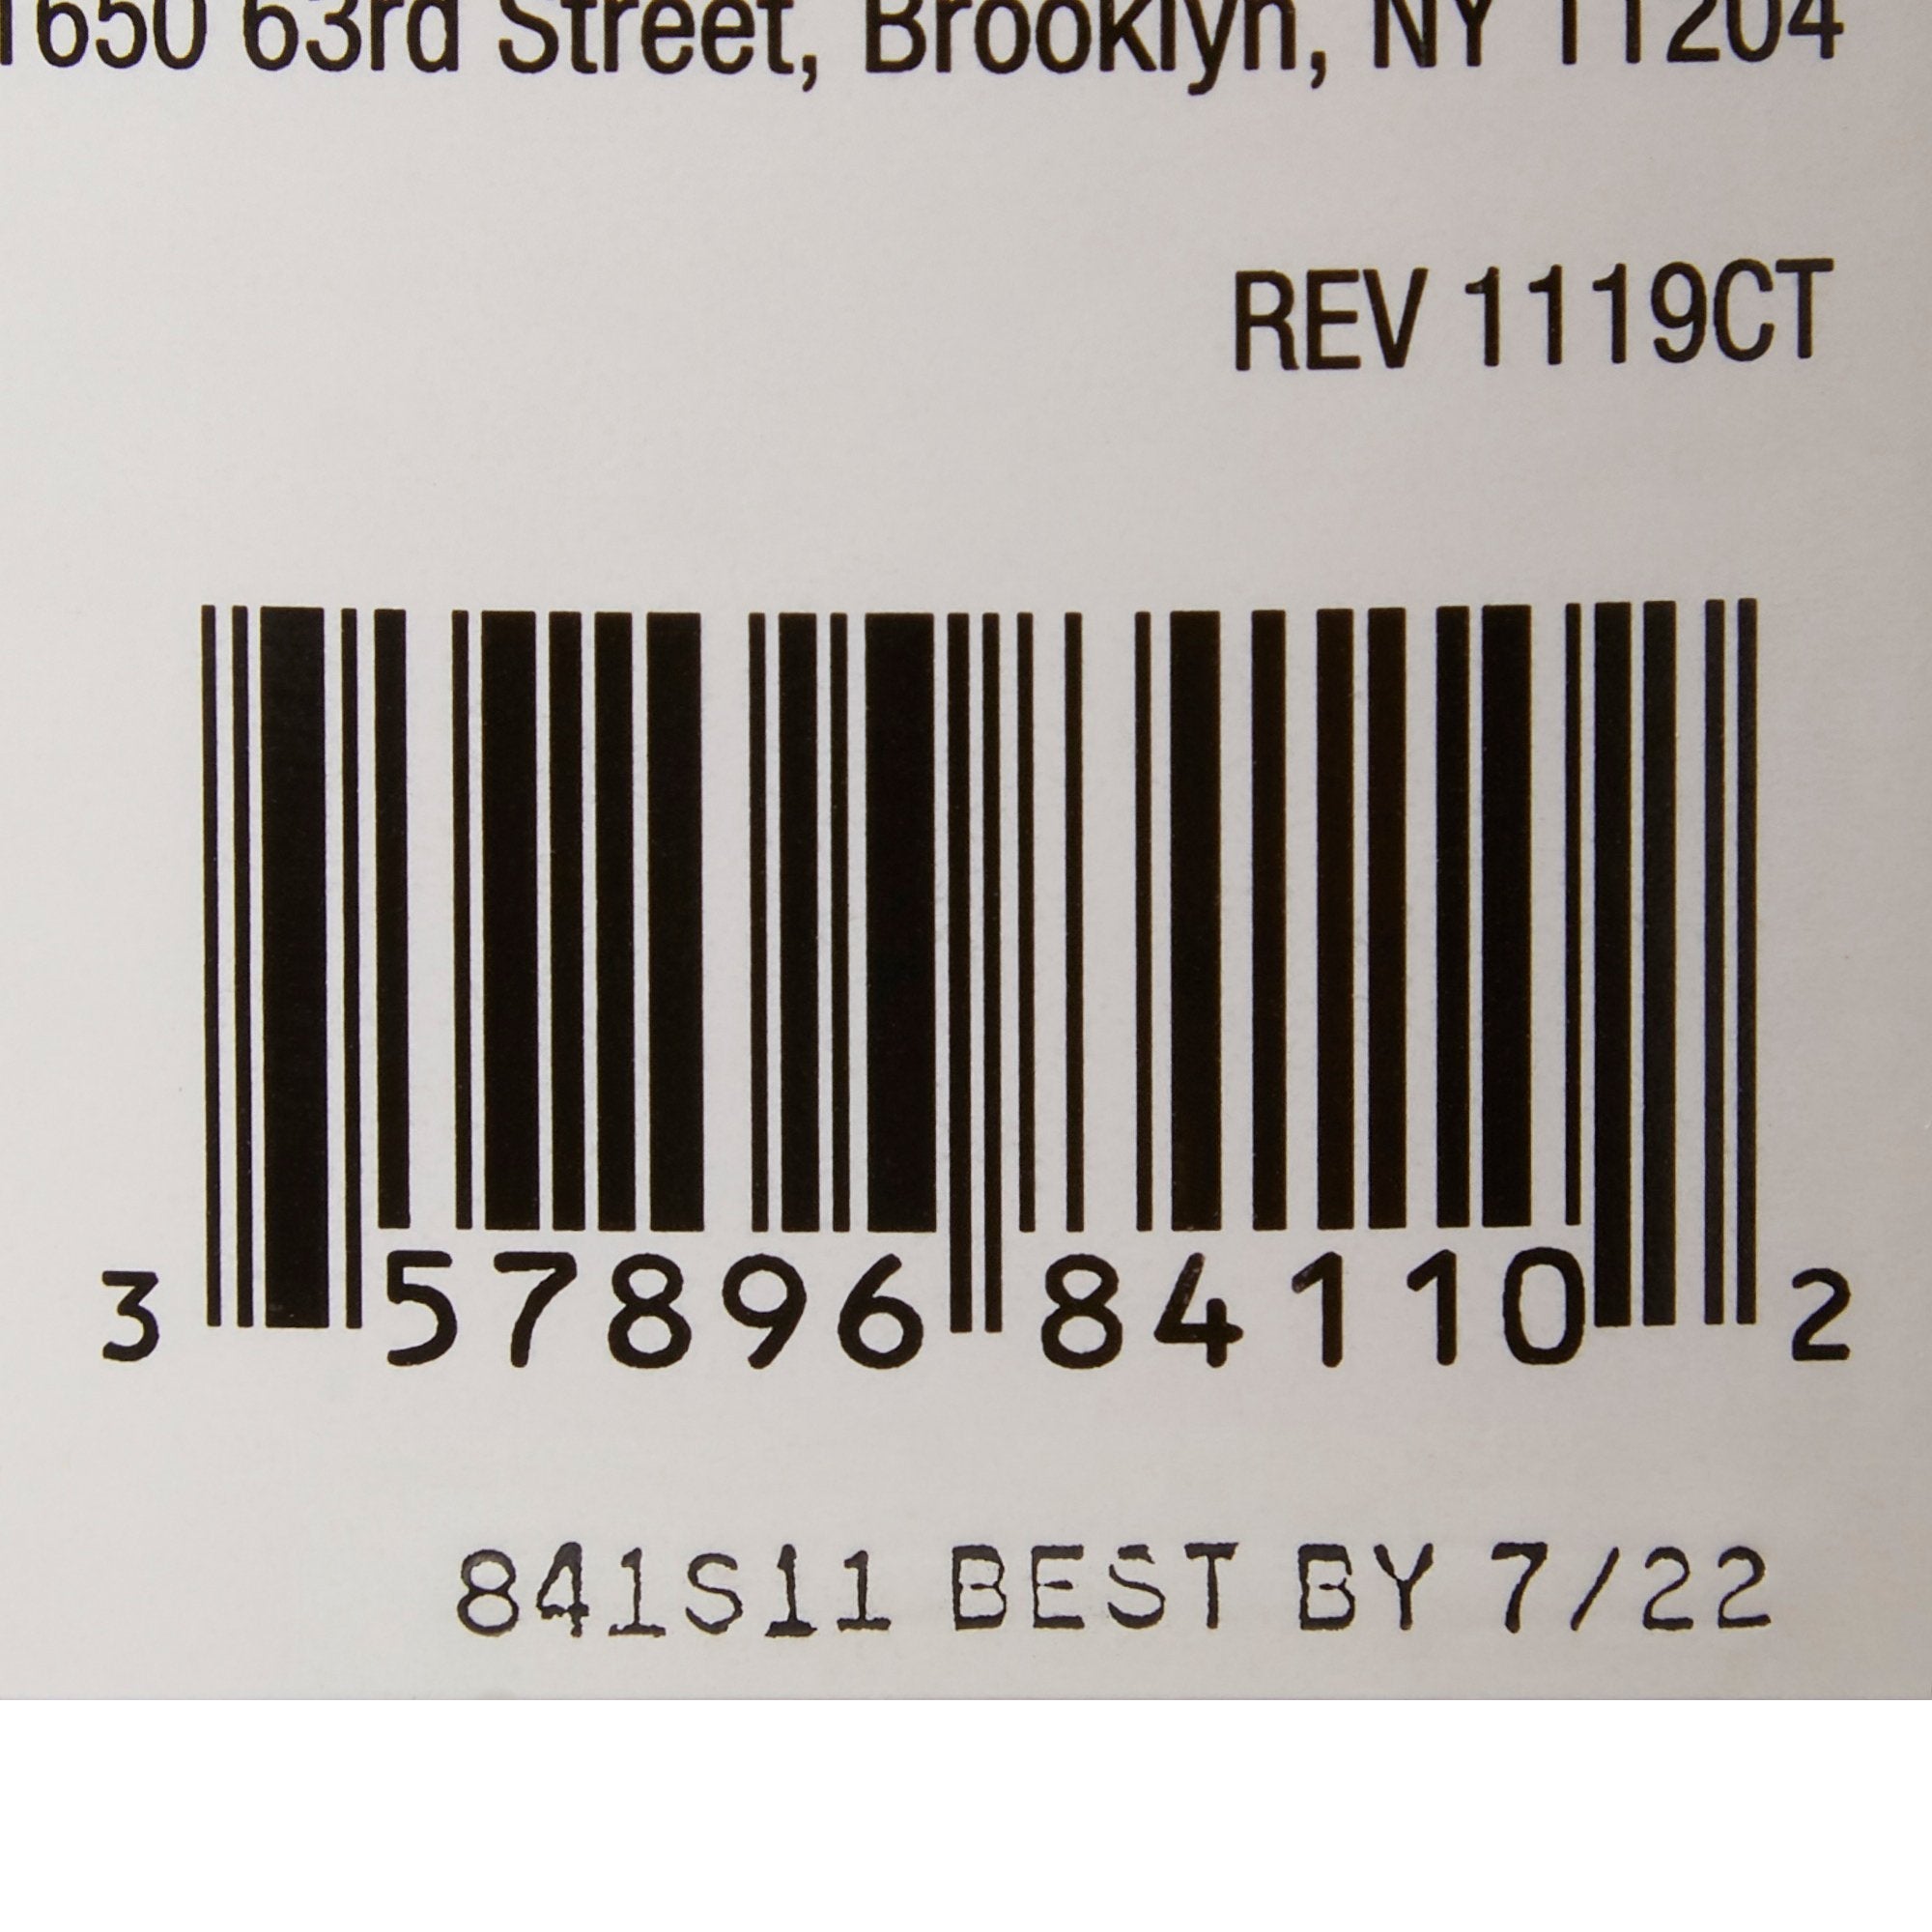 1650 63rd Street, Brooklyn, NY 11204
REV 1119CT
3 57896 84110 2
841S11 BEST BY 7/22